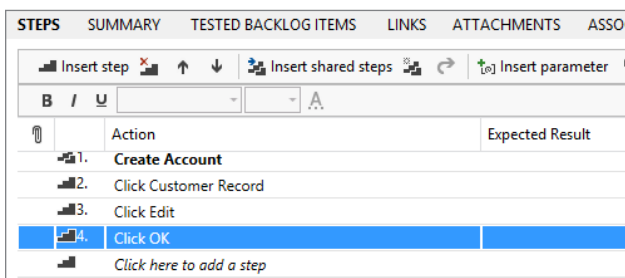 STEPS SUMMARY TESTED BACKLOG ITEMS LINKS ATTACHMENTS ASSO
Insert step Insert shared steps Insert parameter
B I U A
Action Expected Result
1. Create Account
2. Click Customer Record
3. Click Edit
4. Click OK
Click here to add a step